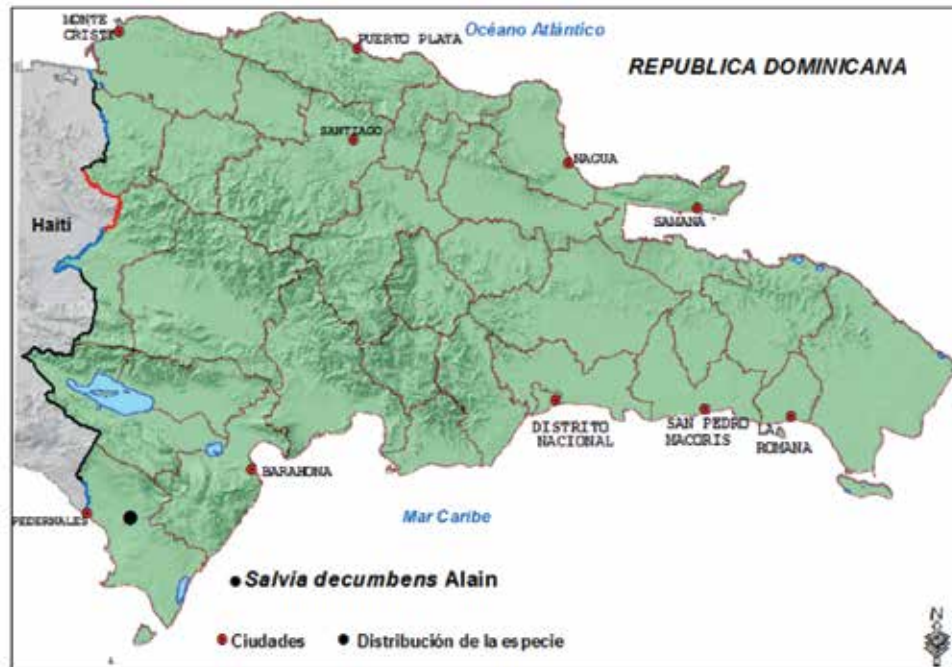 MONTE
CRISTI
PUERTO PLATA
Océano Atlántico
REPUBLICA DOMINICANA
SANTIAGO
NAGUA
Haití
SAMANA
DISTRITO
NACIONAL
SAN PEDRO
MACORIS
LA
ROMANA
BARAHONA
PEDERNALES
Mar Caribe
Salvia decumbens Alain
Ciudades
Distribución de la especie
N